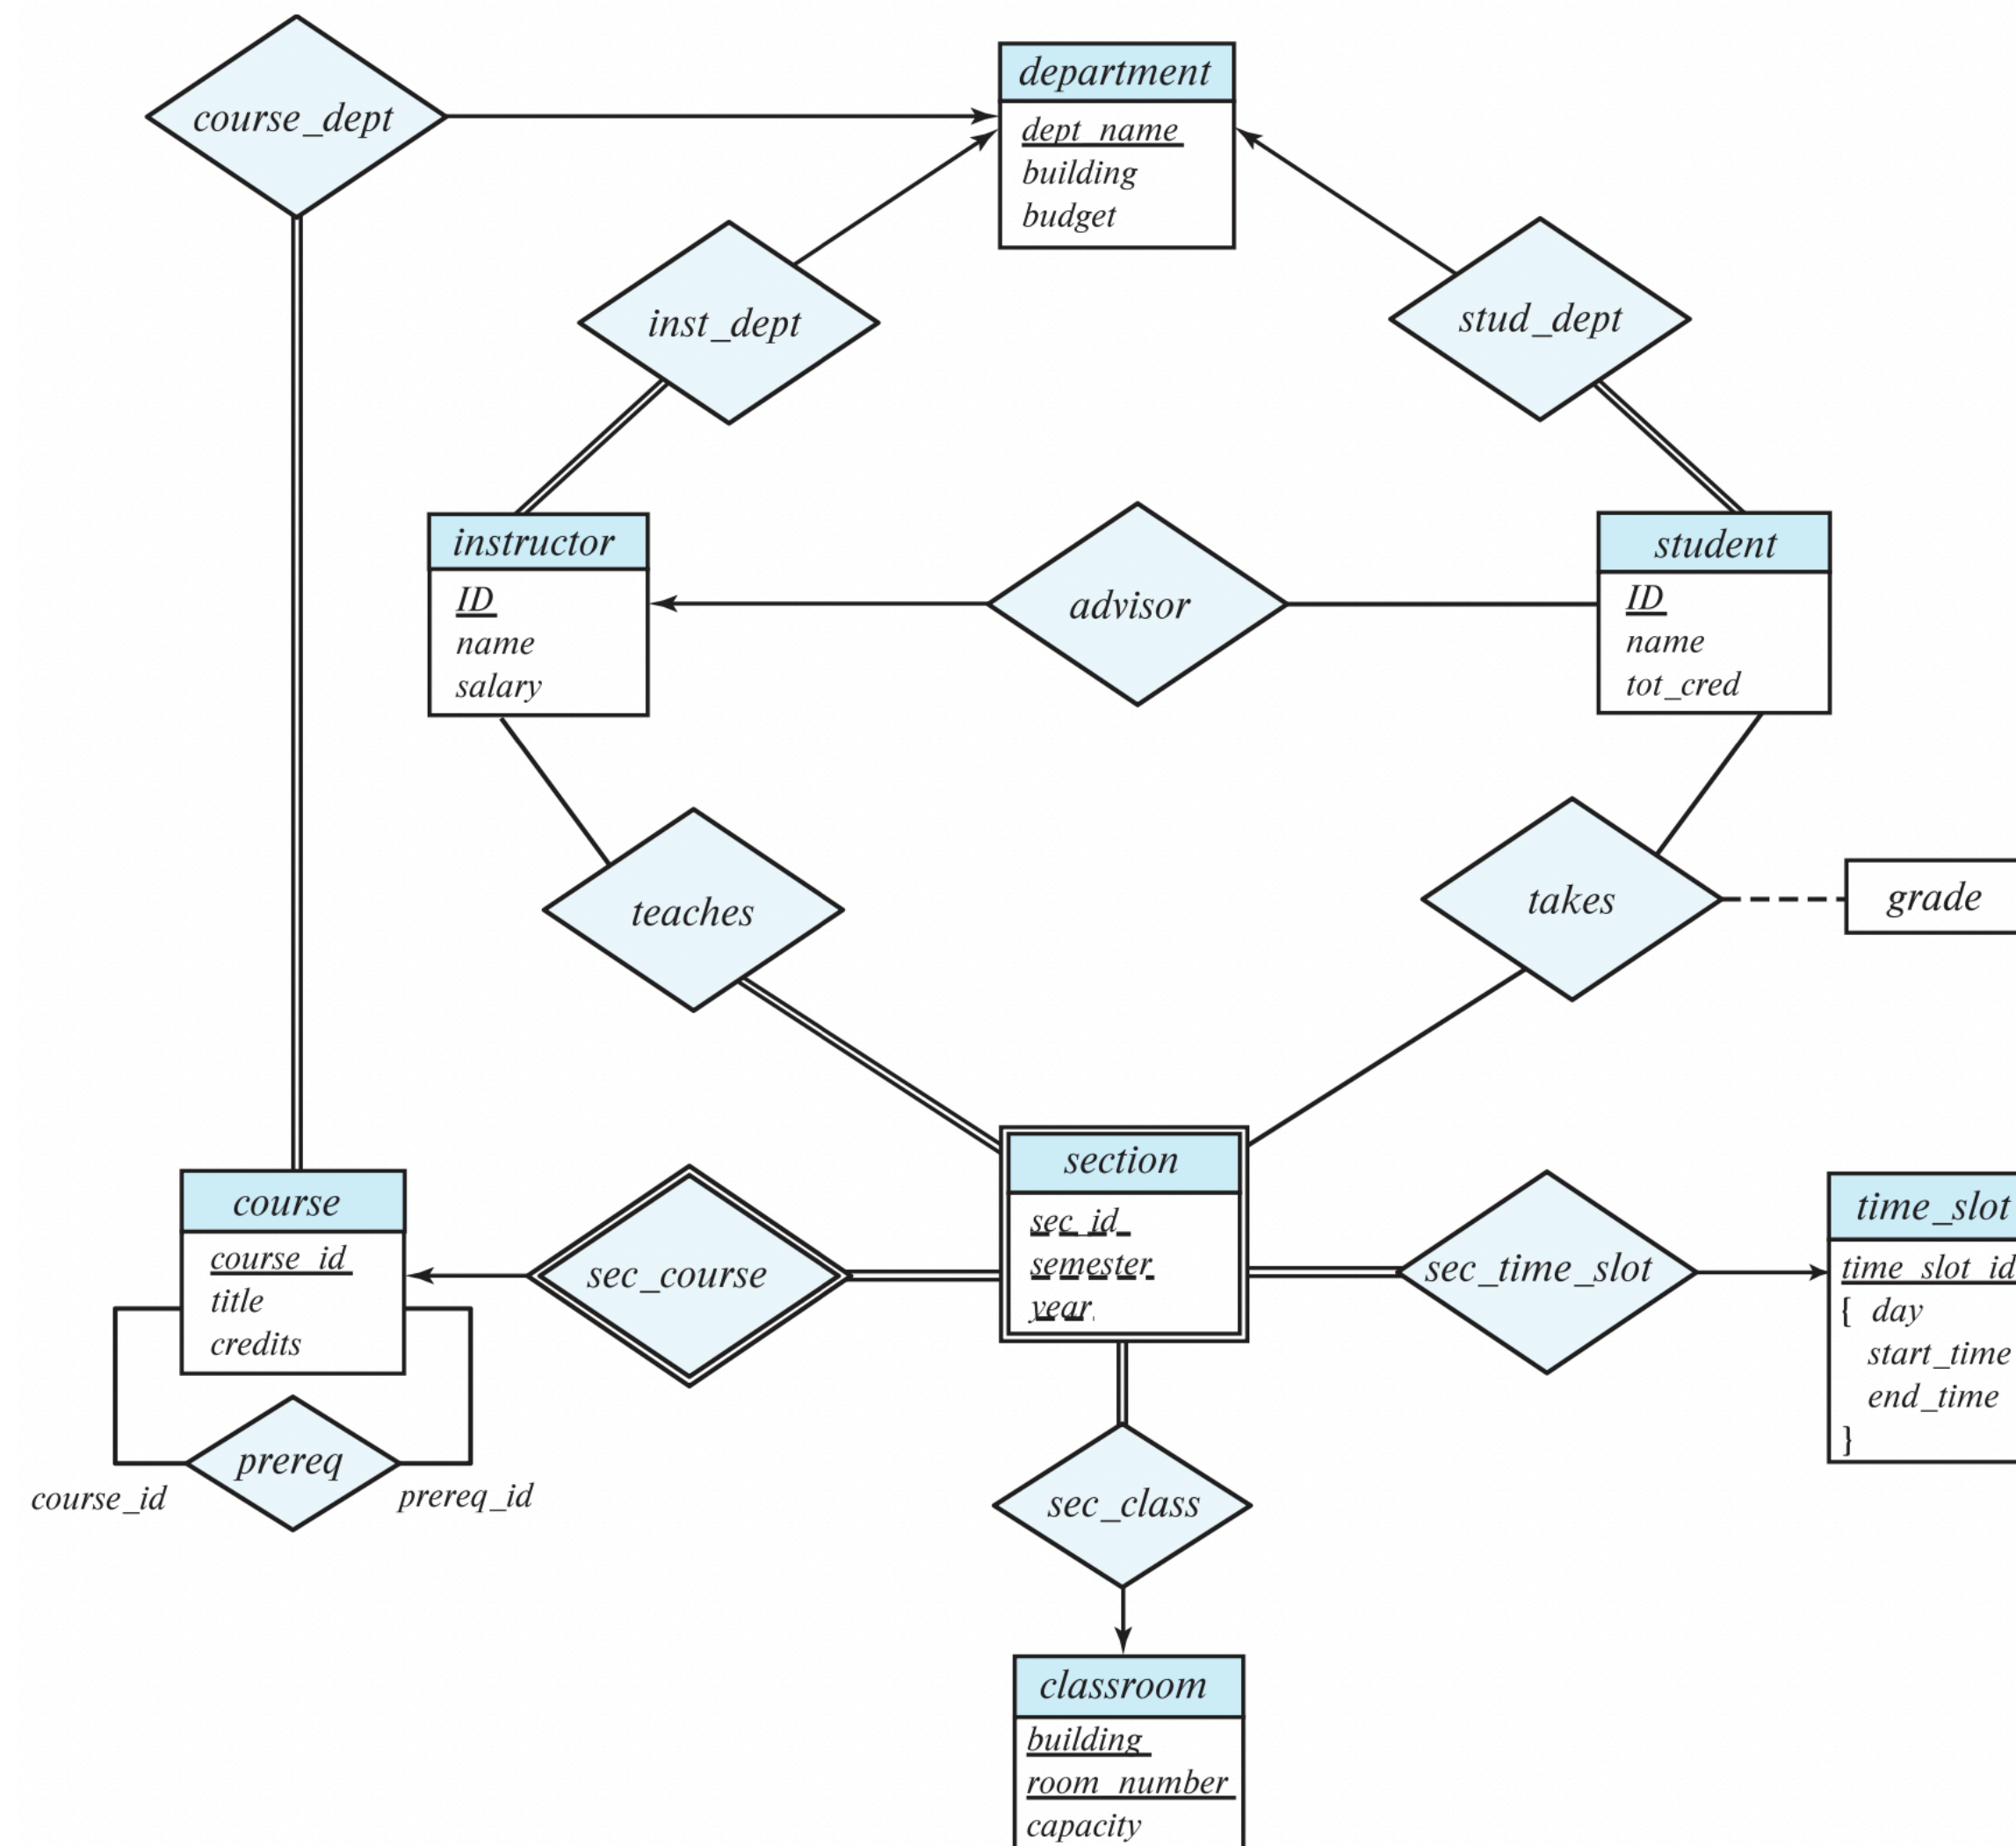 course_dept
department
dept_name
building
budget
inst_dept
stud_dept
instructor
ID
name
salary
advisor
student
ID
name
tot_cred
teaches
takes
grade
course
course_id
title
credits
sec_course
section
sec_id
semester
year
sec_time_slot
time_slot
time_slot_id
{ day
start_time
end_time
}
prereq
course_id
prereq_id
sec_class
classroom
building
room_number
capacity